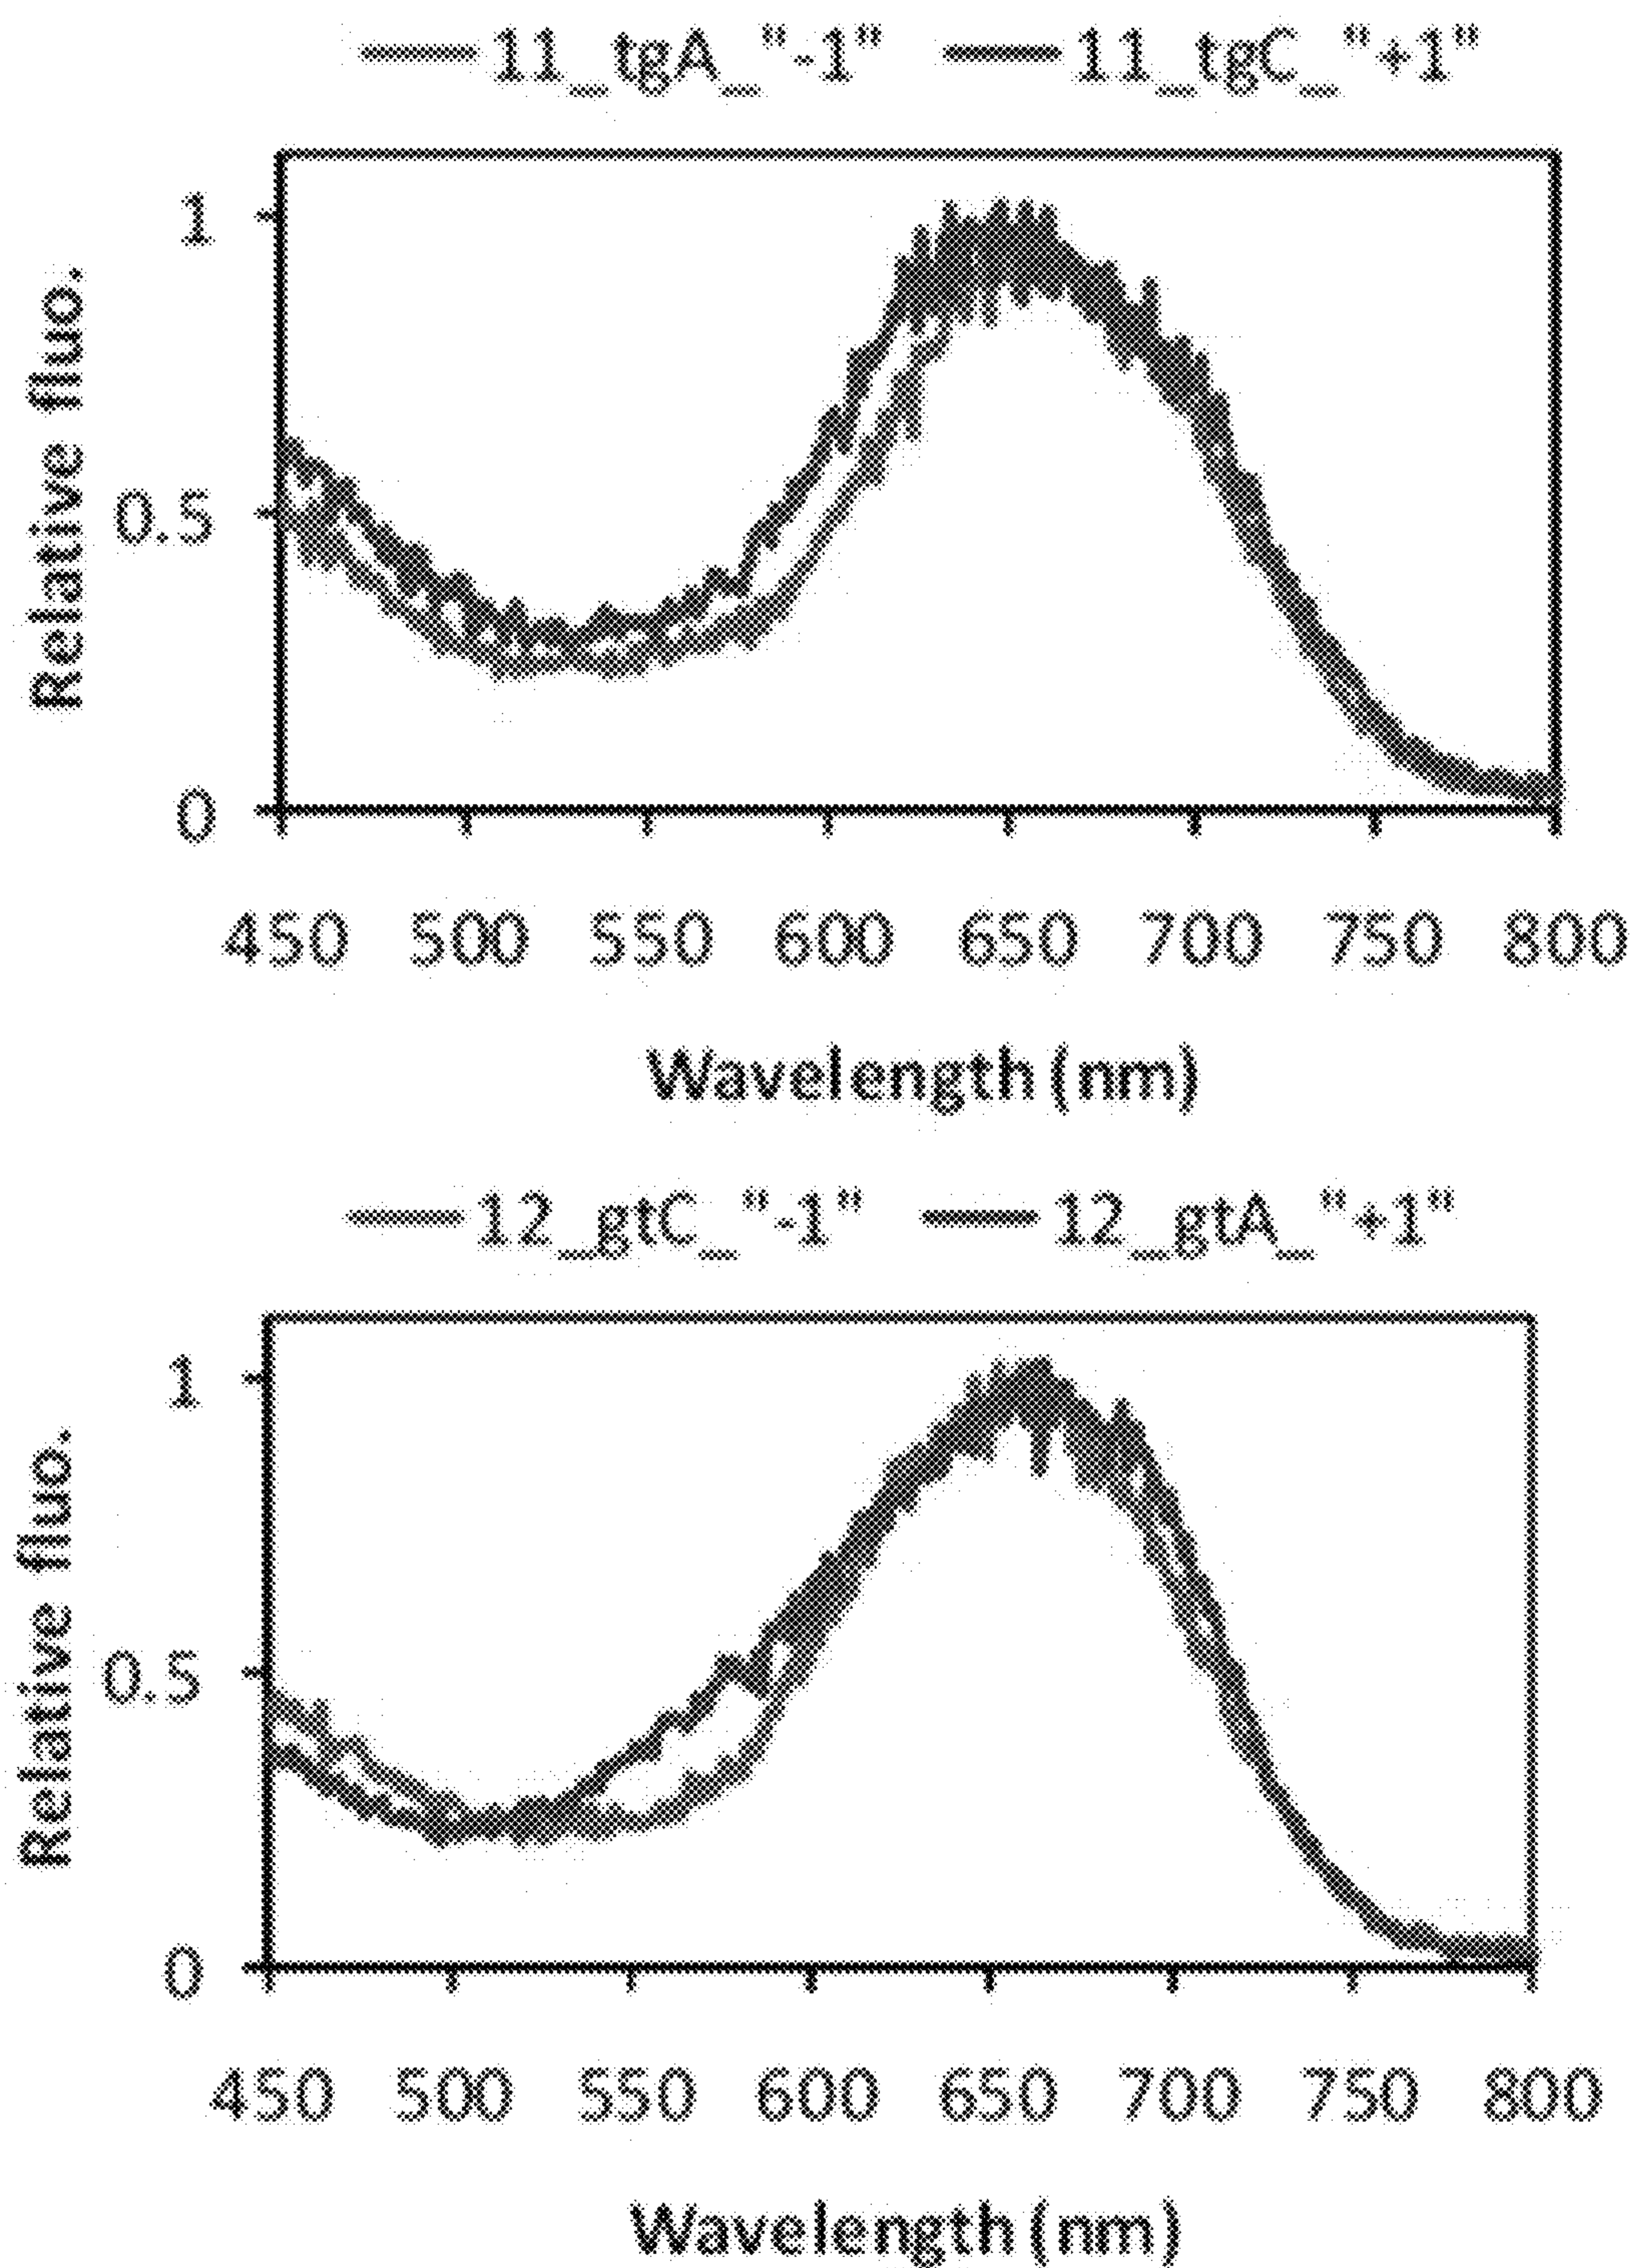 11_tgA_"-1" 11_tgC_"+1"
1
0.5
0
Relative fluo.
450 500 550 600 650 700 750 800
Wavelength (nm)
12_gtC_"-1" 12_gtA_"+1"
1
0.5
0
Relative fluo.
450 500 550 600 650 700 750 800
Wavelength (nm)